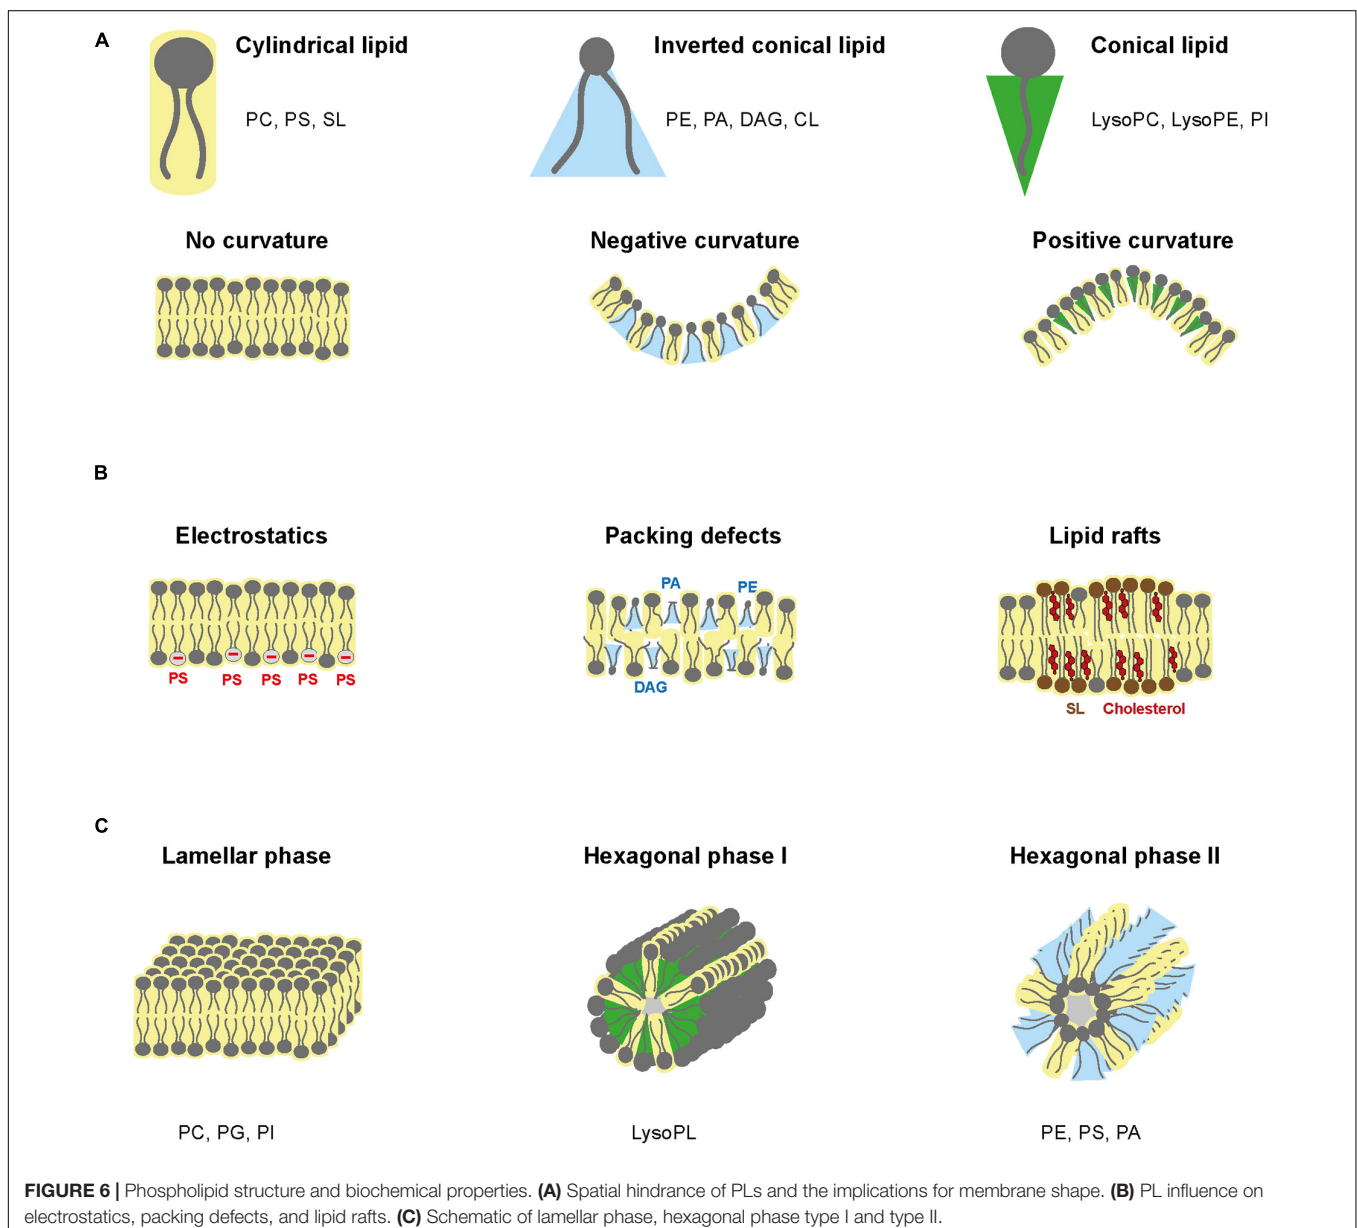 A
Cylindrical lipid
PC, PS, SL
Inverted conical lipid
PE, PA, DAG, CL
Conical lipid
LysoPC, LysoPE, PI
No curvature
Negative curvature
Positive curvature
B
Electrostatics
PS
PS
PS
PS
PS
Packing defects
PA
PE
DAG
Lipid rafts
SL
Cholesterol
C
Lamellar phase
Hexagonal phase I
Hexagonal phase II
PC, PG, PI
LysoPL
PE, PS, PA
FIGURE 6 | Phospholipid structure and biochemical properties. (A) Spatial hindrance of PLs and the implications for membrane shape. (B) PL influence on
electrostatics, packing defects, and lipid rafts. (C) Schematic of lamellar phase, hexagonal phase type I and type II.